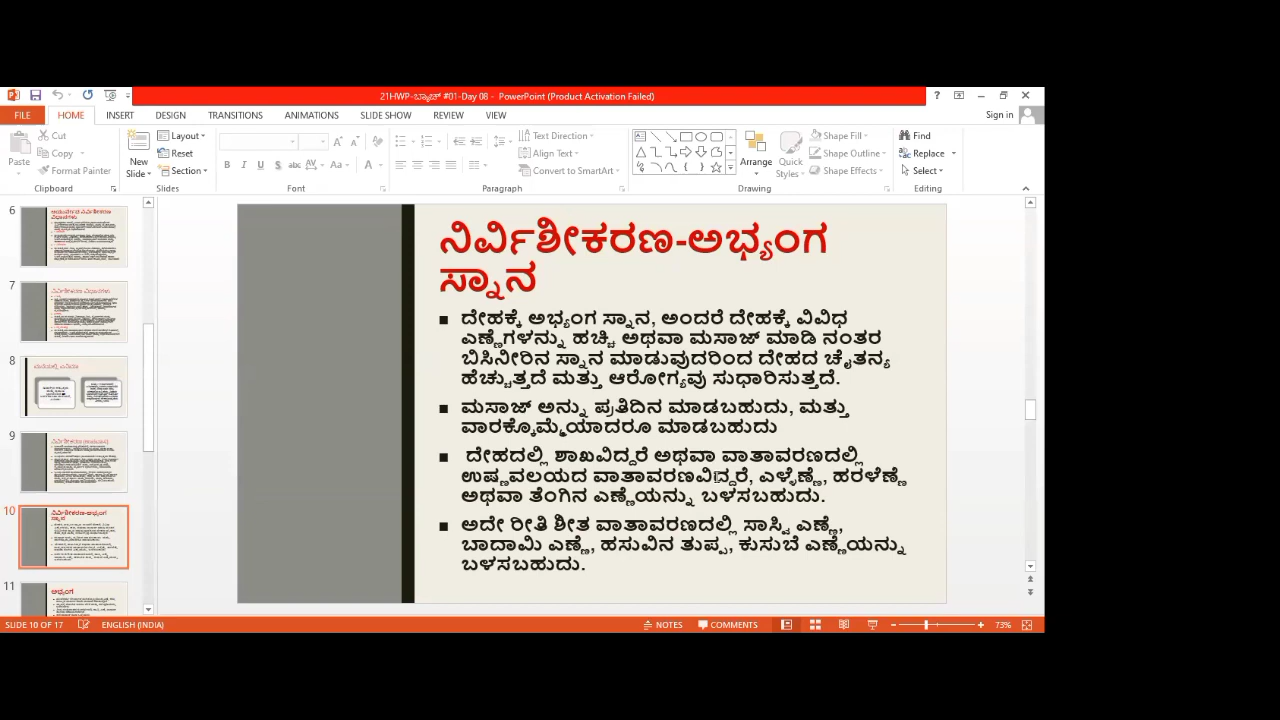 21HWP-ಬ್ಯಾಚ್ #01-Day 08 - PowerPoint (Product Activation Failed)
FILE HOME INSERT DESIGN TRANSITIONS ANIMATIONS SLIDE SHOW REVIEW VIEW Sign in
Cut
Copy
Format Painter
Paste
Clipboard
New Slide
Layout
Reset
Section
Slides
Font
Text Direction
Align Text
Convert to SmartArt
Paragraph
Arrange
Quick Styles
Shape Fill
Shape Outline
Shape Effects
Drawing
Find
Replace
Select
Editing
6
7
8
9
10
11
ನಿರ್ವಿಶೀಕರಣ-ಅಭ್ಯಂಗ
ಸ್ನಾನ
ದೇಹಕ್ಕೆ ಅಭ್ಯಂಗ ಸ್ನಾನ, ಅಂದರೆ ದೇಹಕ್ಕೆ ವಿವಿಧ
ಎಣ್ಣೆಗಳನ್ನು ಹಚ್ಚಿ ಅಥವಾ ಮಸಾಜ್ ಮಾಡಿ ನಂತರ
ಬಿಸಿನೀರಿನ ಸ್ನಾನ ಮಾಡುವುದರಿಂದ ದೇಹದ ಚೈತನ್ಯ
ಹೆಚ್ಚುತ್ತದೆ ಮತ್ತು ಆರೋಗ್ಯವು ಸುಧಾರಿಸುತ್ತದೆ.
ಮಸಾಜ್ ಅನ್ನು ಪ್ರತಿದಿನ ಮಾಡಬಹುದು, ಮತ್ತು
ವಾರಕ್ಕೊಮ್ಮೆಯಾದರೂ ಮಾಡಬಹುದು
ದೇಹದಲ್ಲಿ ಶಾಖವಿದ್ದರೆ ಅಥವಾ ವಾತಾವರಣದಲ್ಲಿ
ಉಷ್ಣವಲಯದ ವಾತಾವರಣವಿದ್ದರೆ, ಎಳ್ಳೆಣ್ಣೆ, ಹರಳೆಣ್ಣೆ
ಅಥವಾ ತೆಂಗಿನ ಎಣ್ಣೆಯನ್ನು ಬಳಸಬಹುದು.
ಅದೇ ರೀತಿ ಶೀತ ವಾತಾವರಣದಲ್ಲಿ ಸಾಸ್ವಿ ಎಣ್ಣೆ,
ಬಾದಾಮಿ ಎಣ್ಣೆ, ಹಸುವಿನ ತುಪ್ಪ, ಕುಸುಬೆ ಎಣ್ಣೆಯನ್ನು
ಬಳಸಬಹುದು.
SLIDE 10 OF 17 ENGLISH (INDIA) NOTES COMMENTS 73%